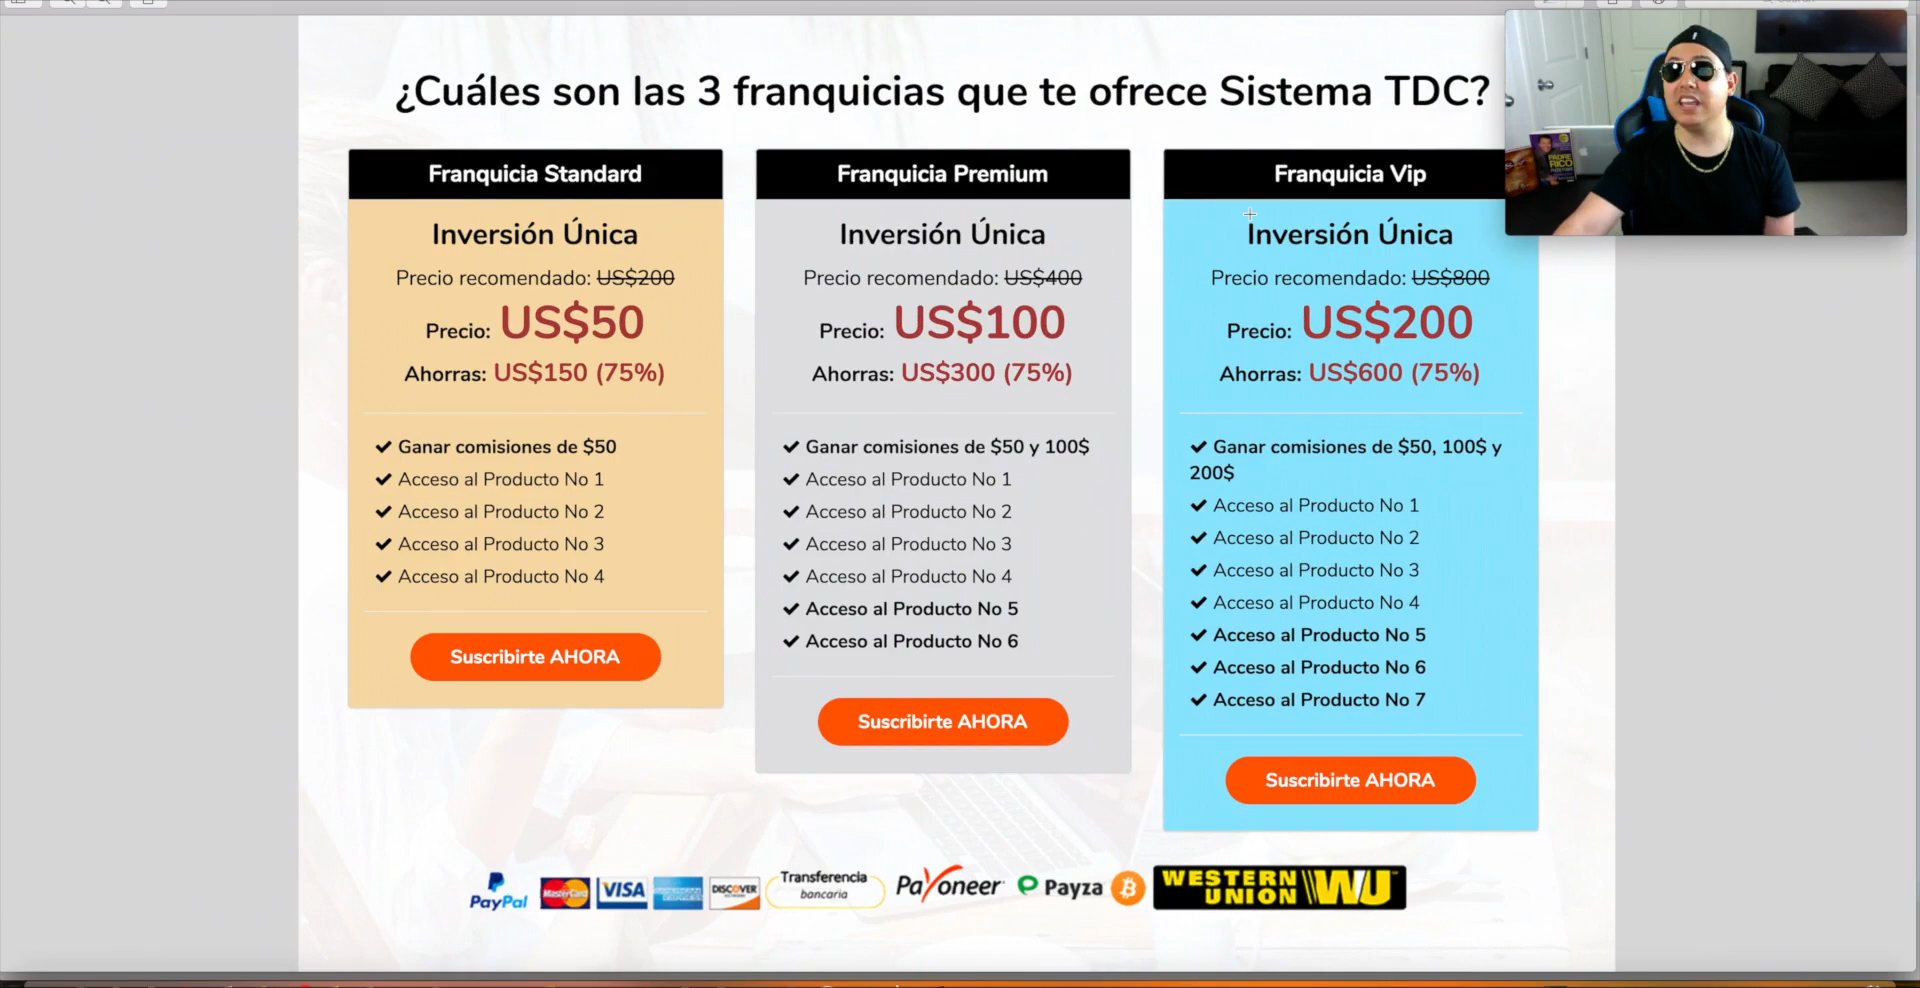 ¿Cuáles son las 3 franquicias que te ofrece Sistema TDC?
Franquicia Standard
Inversión Única
Precio recomendado: US$200
Precio: US$50
Ahorras: US$150 (75%)
Ganar comisiones de $50
Acceso al Producto No 1
Acceso al Producto No 2
Acceso al Producto No 3
Acceso al Producto No 4
Suscribirte AHORA
Franquicia Premium
Inversión Única
Precio recomendado: US$400
Precio: US$100
Ahorras: US$300 (75%)
Ganar comisiones de $50 y 100$
Acceso al Producto No 1
Acceso al Producto No 2
Acceso al Producto No 3
Acceso al Producto No 4
Acceso al Producto No 5
Acceso al Producto No 6
Suscribirte AHORA
Franquicia Vip
Inversión Única
Precio recomendado: US$800
Precio: US$200
Ahorras: US$600 (75%)
Ganar comisiones de $50, 100$ y
200$
Acceso al Producto No 1
Acceso al Producto No 2
Acceso al Producto No 3
Acceso al Producto No 4
Acceso al Producto No 5
Acceso al Producto No 6
Acceso al Producto No 7
Suscribirte AHORA
PayPal
MasterCard
VISA
AMERICAN EXPRESS
DISCOVER
Transferencia
bancaria
Payoneer
Payza
WESTERN
UNION WU
PADRE
RICO